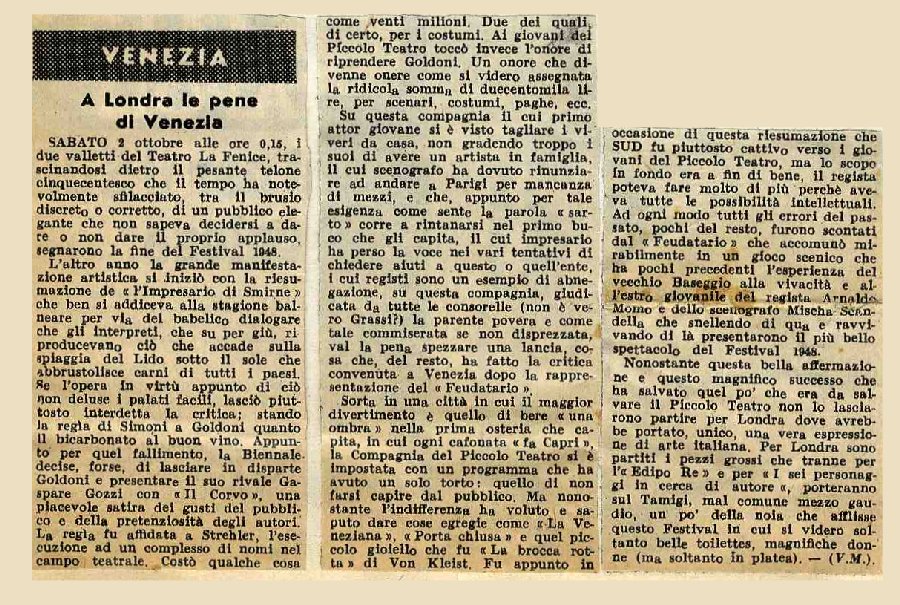 VENEZIA
A Londra le pene
di Venezia
SABATO 2 ottobre alle ore 0,15, i
due valletti del Teatro La Fenice, tra-
scinandosi dietro il pesante telone
cinquecentesco che il tempo ha note-
volmente sfilacciato, tra il brusio
discreto o corretto, di un pubblico ele-
gante che non sapeva decidersi a da-
re o non dare il proprio applauso,
segnarono la fine del Festival 1948.
L'altro anno la grande manifesta-
zione artistica si iniziò con la riesu-
mazione de « l'Impresario di Smirne »
che ben si addiceva alla stagione bal-
neare per via del babelico dialogare
che gli interpreti, che su per giù, ri-
producevano ciò che accade sulla
spiaggia del Lido sotto il sole che
abbrustolisce carni di tutti i paesi.
Se l'opera in virtù appunto di ciò
non deluse i palati facili, lasciò piut-
tosto interdetta la critica; stando
la regia di Simoni a Goldoni quanto
il bicarbonato al buon vino. Appun-
to per quel fallimento, la Biennale
decise, forse, di lasciare in disparte
Goldoni e presentare il suo rivale Ga-
spare Gozzi con « Il Corvo », una
piacevole satira dei gusti del pubbli-
co e della pretenziosità degli autori.
La regia fu affidata a Strehler, l'ese-
cuzione ad un complesso di nomi nel
campo teatrale. Costò qualche cosa
come venti milioni. Due dei quali,
di certo, per i costumi. Ai giovani del
Piccolo Teatro toccò invece l'onore di
riprendere Goldoni. Un onore che di-
venne onere come si videro assegnata
la ridicola somma di duecentomila li-
re, per scenari, costumi, paghe, ecc.
Su questa compagnia il cui primo
attor giovane si è visto tagliare i vi-
veri da casa, non gradendo troppo i
suoi di avere un artista in famiglia,
il cui scenografo ha dovuto rinunzia-
re ad andare a Parigi per mancanza
di mezzi, e che, appunto per tale
esigenza come sente la parola « sar-
to » corre a rintanarsi nel primo bu-
co che gli capita, il cui impresario
ha perso la voce nei vari tentativi di
chiedere aiuti a questo o quell'ente,
i cui registi sono un esempio di abne-
gazione, su questa compagnia, giudi-
cata da tutte le consorelle (non è ve-
ro Grassi?) la parente povera e come
tale commiserata se non disprezzata,
val la pena spezzare una lancia, co-
sa che, del resto, ha fatto la critica
convenuta a Venezia dopo la rappre-
sentazione del « Feudatario ».
Sorta in una città in cui il maggior
divertimento è quello di bere « una
ombra » nella prima osteria che ca-
pita, in cui ogni cafonata « fa Capri »,
la Compagnia del Piccolo Teatro si è
impostata con un programma che ha
avuto un solo torto: quello di non
farsi capire dal pubblico. Ma nono-
stante l'indifferenza ha voluto e sa-
puto dare cose egregie come « La Ve-
neziana », « Porta chiusa » e quel pic-
colo gioiello che fu « La brocca rot-
ta » di Von Kleist. Fu appunto in
occasione di questa riesumazione che
SUD fu piuttosto cattivo verso i gio-
vani del Piccolo Teatro, ma lo scopo
in fondo era a fin di bene, il regista
poteva fare molto di più perchè ave-
va tutte le possibilità intellettuali.
Ad ogni modo tutti gli errori del pas-
sato, pochi del resto, furono scontati
dal « Feudatario » che accomunò mi-
rabilmente in un gioco scenico che
ha pochi precedenti l'esperienza del
vecchio Baseggio alla vivacità e al-
l'estro giovanile del regista Arnaldo
Momo e dello scenografo Mischa Scan-
della che snellendo di qua e ravvi-
vando di là presentarono il più bello
spettacolo del Festival 1948.
Nonostante questa bella affermazio-
ne e questo magnifico successo che
ha salvato quel po' che era da sal-
vare il Piccolo Teatro non lo lascia-
rono partire per Londra dove avreb-
be portato, unico, una vera espressio-
ne di arte italiana. Per Londra sono
partiti i pezzi grossi che tranne per
l'« Edipo Re » e per « I sei personag-
gi in cerca di autore «, porteranno
sul Tamigi, mal comune mezzo gau-
dio, un po' della noia che afflisse
questo Festival in cui si videro sol-
tanto belle toilettes, magnifiche don-
ne (ma soltanto in platea). — (V.M.).